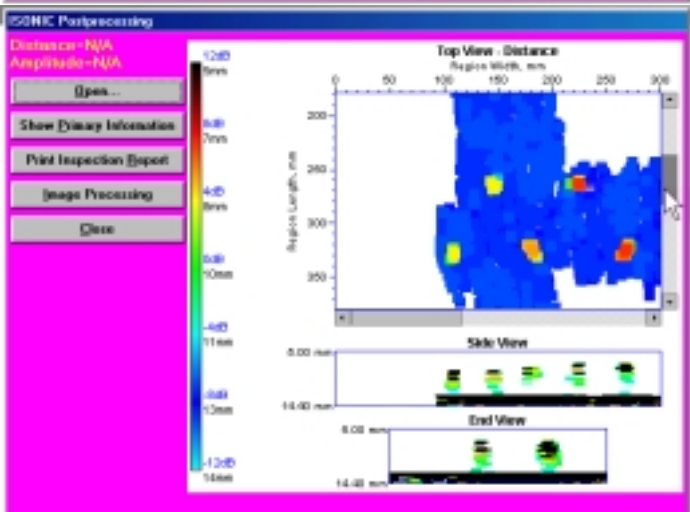 ISONIC Postprocessing
Distance-N/A
Amplitude-N/A
Open...
Show Primary Information
Print Inspection Report
Image Processing
Close
12dB
5mm
8dB
7mm
4dB
8mm
0dB
10mm
-4dB
11mm
-8dB
13mm
-12dB
14mm
Top View - Distance
Region Width, mm
0 50 100 150 200 250 300
Region Length, mm
200
250
300
350
Side View
5.00 mm
14.40 mm
End View
5.00 mm
14.40 mm